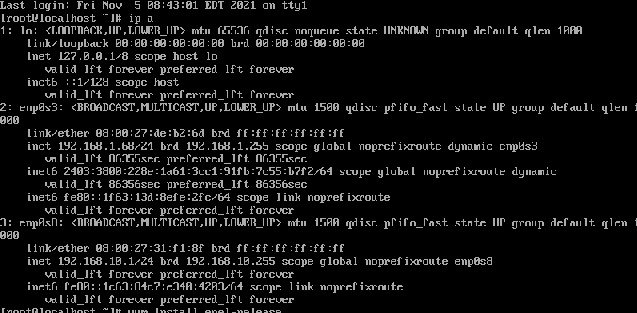 Last login: Fri Nov  5 08:43:01 EDT 2021 on tty1
[root@localhost ~]# ip a
1: lo: <LOOPBACK,UP,LOWER_UP> mtu 65536 qdisc noqueue state UNKNOWN group default qlen 1000
    link/loopback 00:00:00:00:00:00 brd 00:00:00:00:00:00
    inet 127.0.0.1/8 scope host lo
       valid_lft forever preferred_lft forever
    inet6 ::1/128 scope host
       valid_lft forever preferred_lft forever
2: enp0s3: <BROADCAST,MULTICAST,UP,LOWER_UP> mtu 1500 qdisc pfifo_fast state UP group default qlen 1
000
    link/ether 08:00:27:de:b2:6d brd ff:ff:ff:ff:ff:ff
    inet 192.168.1.68/24 brd 192.168.1.255 scope global noprefixroute dynamic enp0s3
       valid_lft 86355sec preferred_lft 86355sec
    inet6 2403:3800:228e:1a61:3cc1:91fb:7c55:b7f2/64 scope global noprefixroute dynamic
       valid_lft 86356sec preferred_lft 86356sec
    inet6 fe80::1f63:13d:8efe:2fc/64 scope link noprefixroute
       valid_lft forever preferred_lft forever
3: enp0s8: <BROADCAST,MULTICAST,UP,LOWER_UP> mtu 1500 qdisc pfifo_fast state UP group default qlen 1
000
    link/ether 08:00:27:31:f1:8f brd ff:ff:ff:ff:ff:ff
    inet 192.168.10.1/24 brd 192.168.10.255 scope global noprefixroute enp0s8
       valid_lft forever preferred_lft forever
    inet6 fe80::1c63:84c7:e340:4203/64 scope link noprefixroute
       valid_lft forever preferred_lft forever
[root@localhost ~]# yum install epel-release